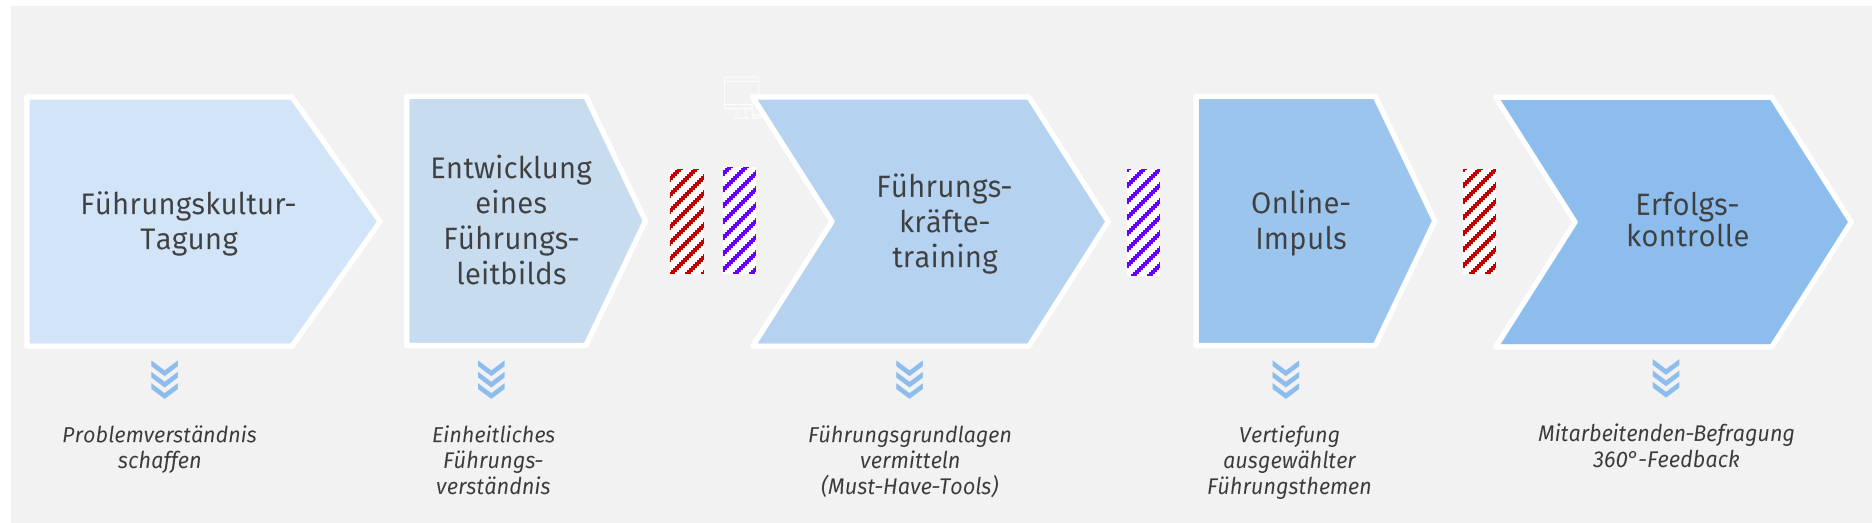 Führungskultur-
Tagung
Entwicklung
eines
Führungs-
leitbilds
Führungs-
kräfte-
training
Online-
Impuls
Erfolgs-
kontrolle
Problemverständnis
schaffen
Einheitliches
Führungs-
verständnis
Führungsgrundlagen
vermitteln
(Must-Have-Tools)
Vertiefung
ausgewählter
Führungsthemen
Mitarbeitenden-Befragung
360°-Feedback